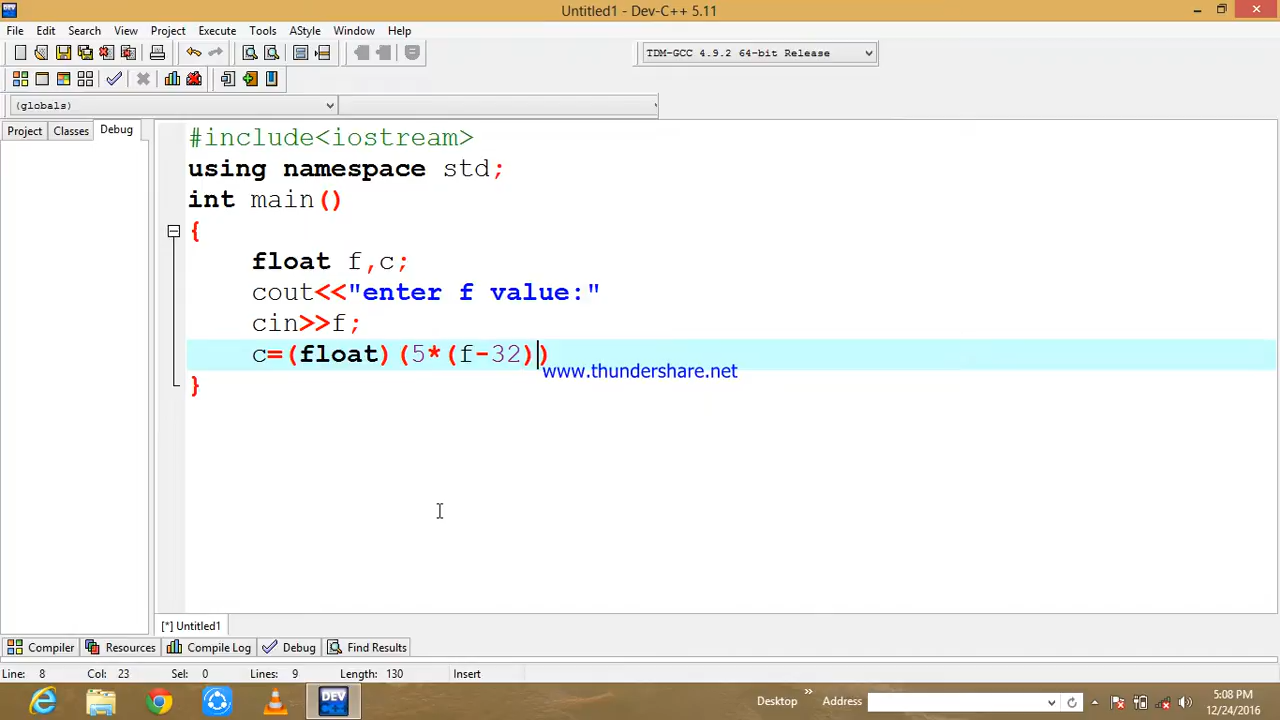 Untitled1 - Dev-C++ 5.11
File Edit Search View Project Execute Tools AStyle Window Help
TDM-GCC 4.9.2 64-bit Release
(globals)
Project Classes Debug
#include<iostream>
using namespace std;
int main()
{
float f,c;
cout<<"enter f value:"
cin>>f;
c=(float)(5*(f-32))
www.thundershare.net
}
[*] Untitled1
Compiler Resources Compile Log Debug Find Results
Line: 8 Col: 23 Sel: 0 Lines: 9 Length: 130 Insert
DEV
Desktop » Address 5:08 PM
12/24/2016